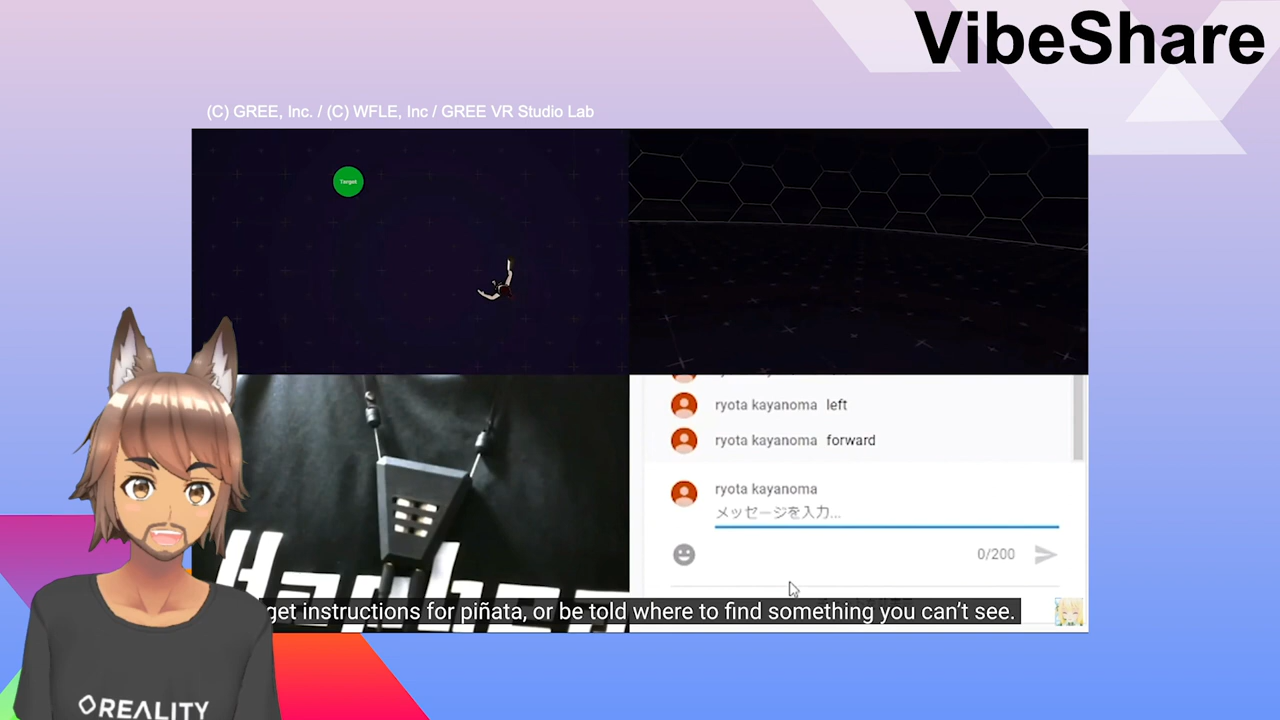 VibeShare
(C) GREE, Inc. / (C) WFLE, Inc / GREE VR Studio Lab
Target
ryota kayanoma left
ryota kayanoma forward
ryota kayanoma
メッセージを入力...
0/200
get instructions for piñata, or be told where to find something you can't see.
REALITY